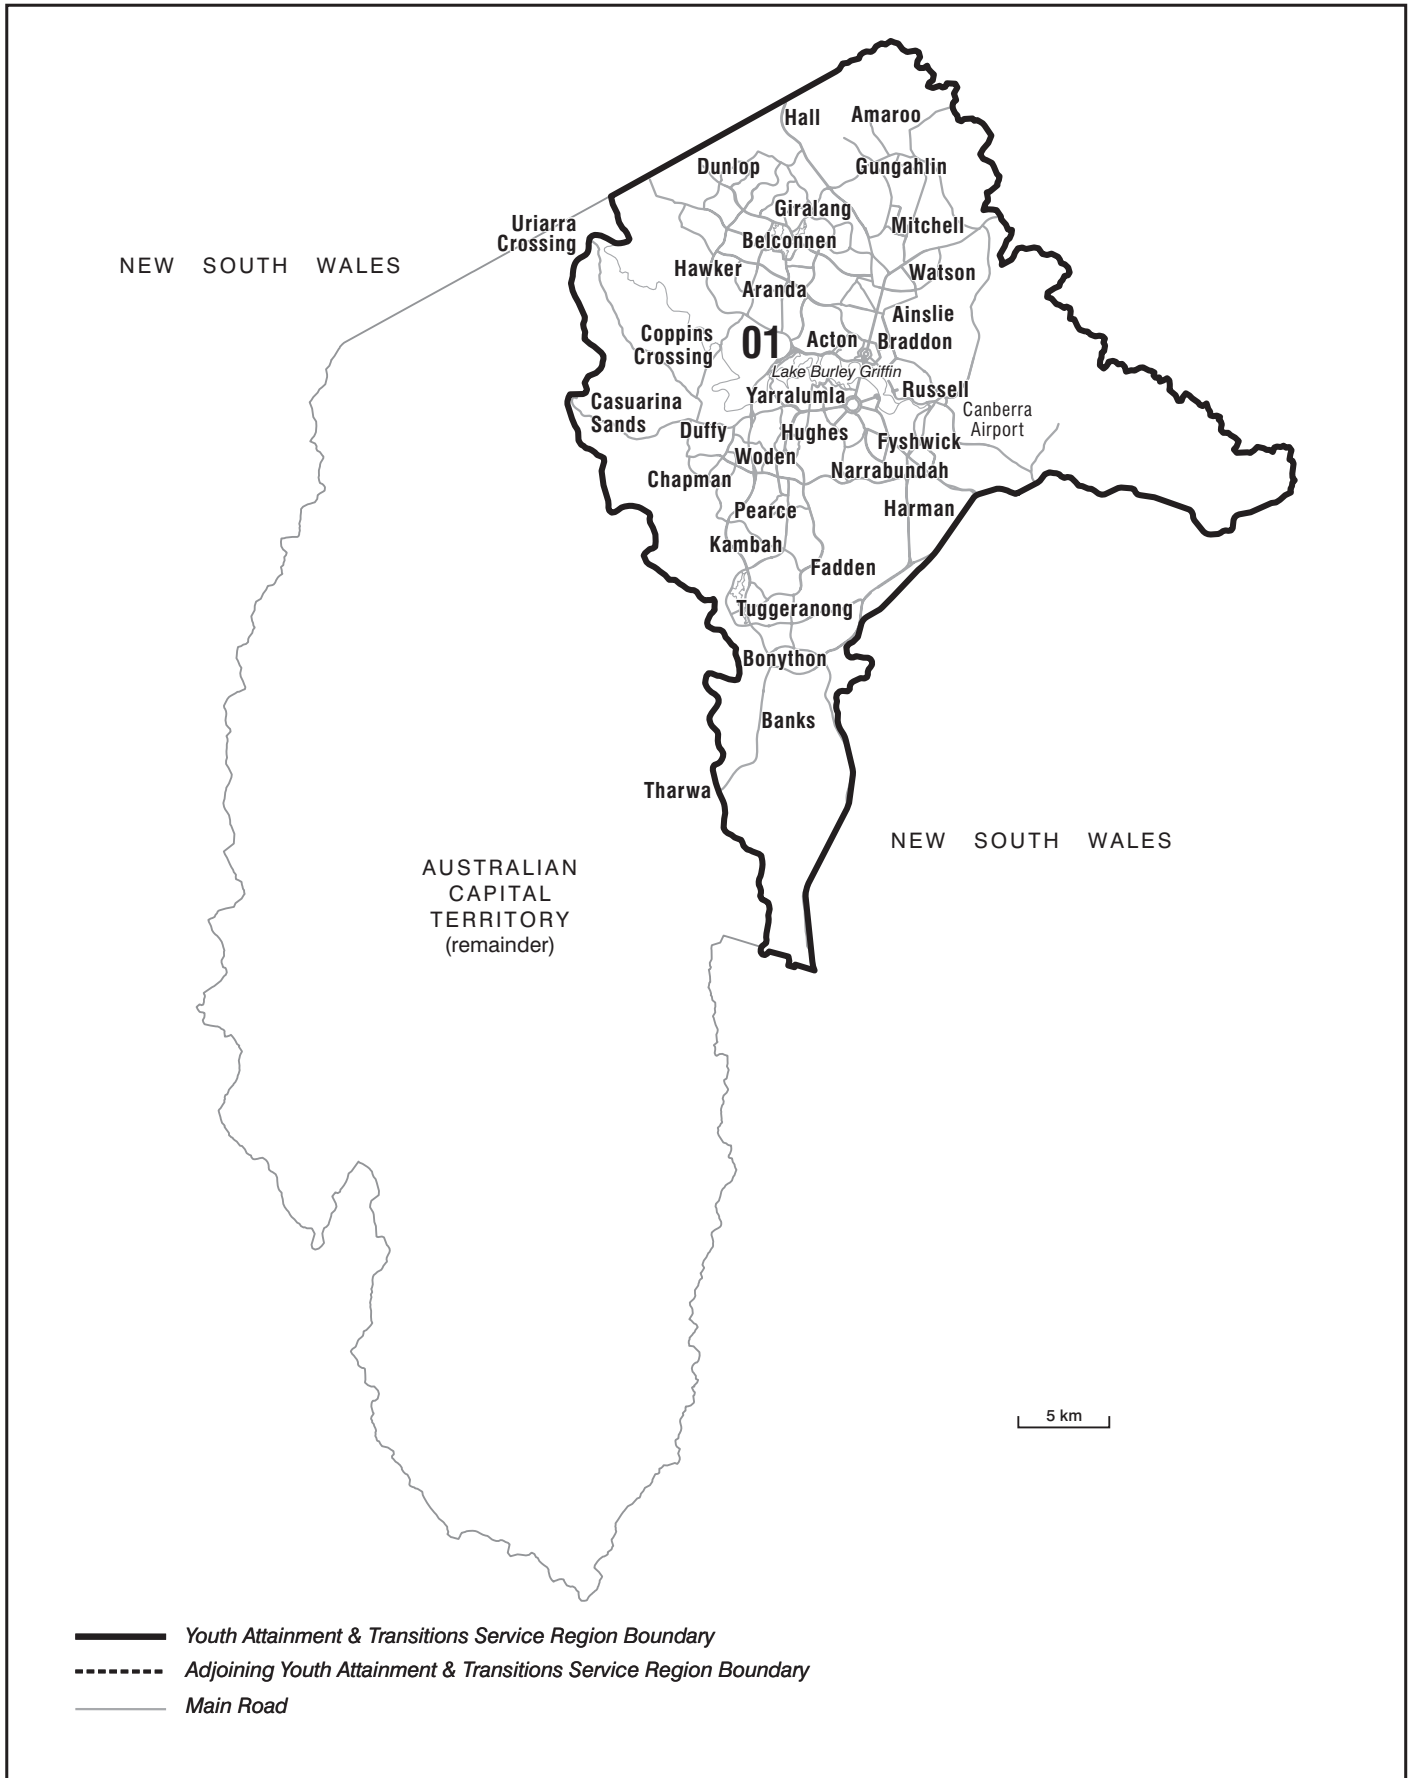 Hall
Amaroo
Dunlop
Gungahlin
Giralang
Uriarra
Crossing
Mitchell
Belconnen
NEW SOUTH WALES
Hawker
Watson
Aranda
Ainslie
Coppins
Crossing
01
Acton
Braddon
Lake Burley Griffin
Yarralumla
Russell
Casuarina
Sands
Canberra
Airport
Duffy
Hughes
Fyshwick
Woden
Narrabundah
Chapman
Pearce
Harman
Kambah
Fadden
Tuggeranong
Bonython
Banks
Tharwa
NEW SOUTH WALES
AUSTRALIAN
CAPITAL
TERRITORY
(remainder)
5 km
Youth Attainment & Transitions Service Region Boundary
Adjoining Youth Attainment & Transitions Service Region Boundary
Main Road